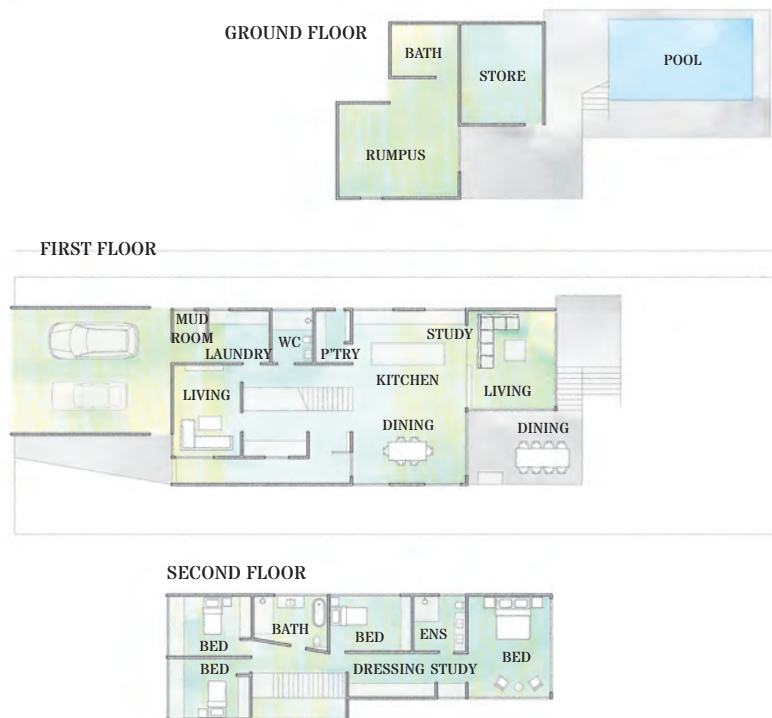 GROUND FLOOR
BATH
STORE
POOL
RUMPUS
FIRST FLOOR
MUD
ROOM
LAUNDRY
WC
P'TRY
STUDY
KITCHEN
LIVING
LIVING
DINING
DINING
SECOND FLOOR
BED
BATH
BED
ENS
BED
BED
DRESSING STUDY